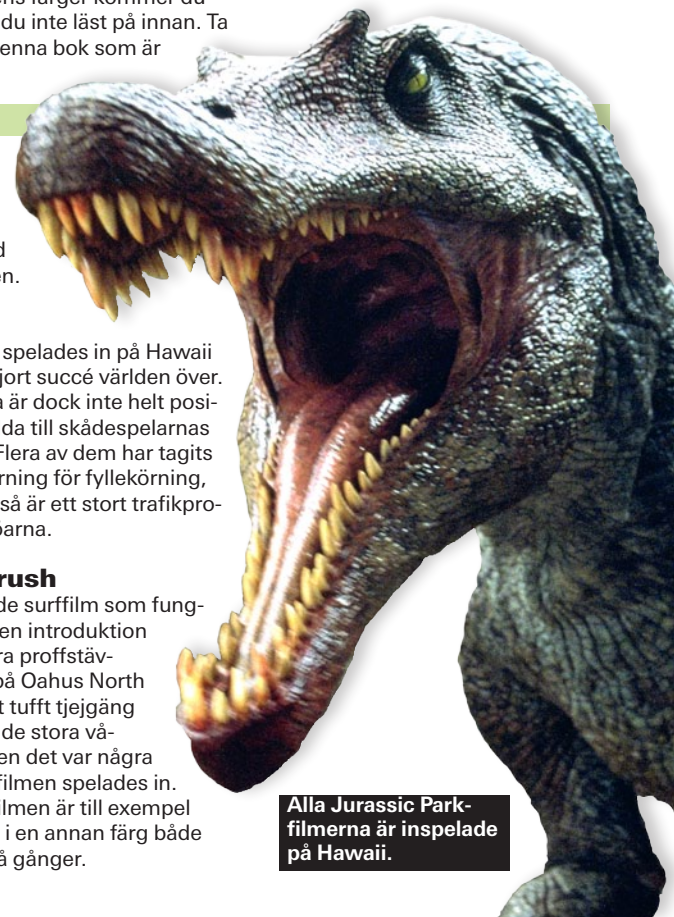 ens färger kommer du
du inte läst på innan. Ta
enna bok som är
d
en.
spelades in på Hawaii
jort succé världen över.
a är dock inte helt posi-
da till skådespelarnas
Flera av dem har tagits
rning för fyllekörning,
så är ett stort trafikpro-
öarna.
rush
de surffilm som fung-
en introduktion
ra proffstäv-
på Oahus North
t tufft tjejgäng
de stora vå-
en det var några
filmen spelades in.
ilmen är till exempel
i en annan färg både
å gånger.
Alla Jurassic Park-
filmerna är inspelade
på Hawaii.